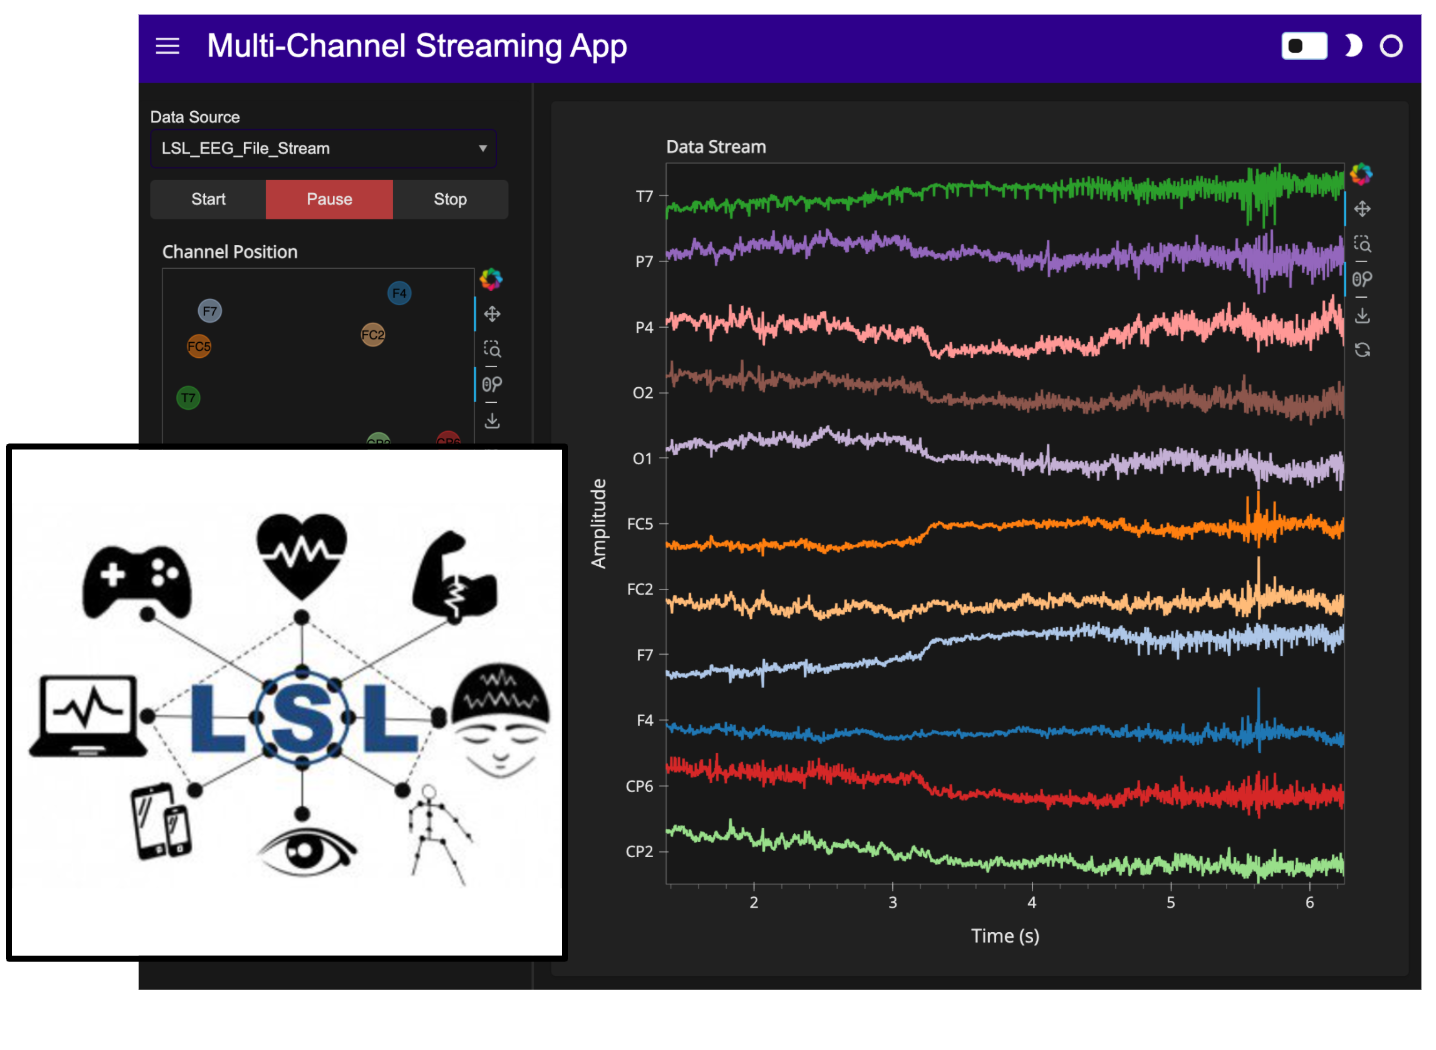 Multi-Channel Streaming App
Data Source
LSL_EEG_File_Stream
Start Pause Stop
Channel Position
F4
F7
FC2
FC5
T7
CP2 CP6
LSL
Data Stream
T7
P7
P4
O2
O1
FC5
FC2
F7
F4
CP6
CP2
Amplitude
2 3 4 5 6
Time (s)